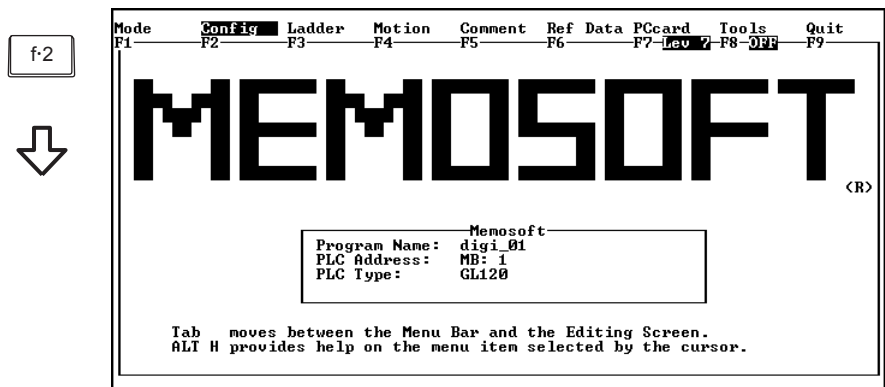 f·2
Mode Config Ladder Motion Comment Ref Data PCcard Tools Quit
F1 F2 F3 F4 F5 F6 F7 Lev 7 F8 OFF F9
MEMOSOFT
(R)
Memosoft
Program Name: digi_01
PLC Address: MB: 1
PLC Type: GL120
Tab moves between the Menu Bar and the Editing Screen.
ALT H provides help on the menu item selected by the cursor.